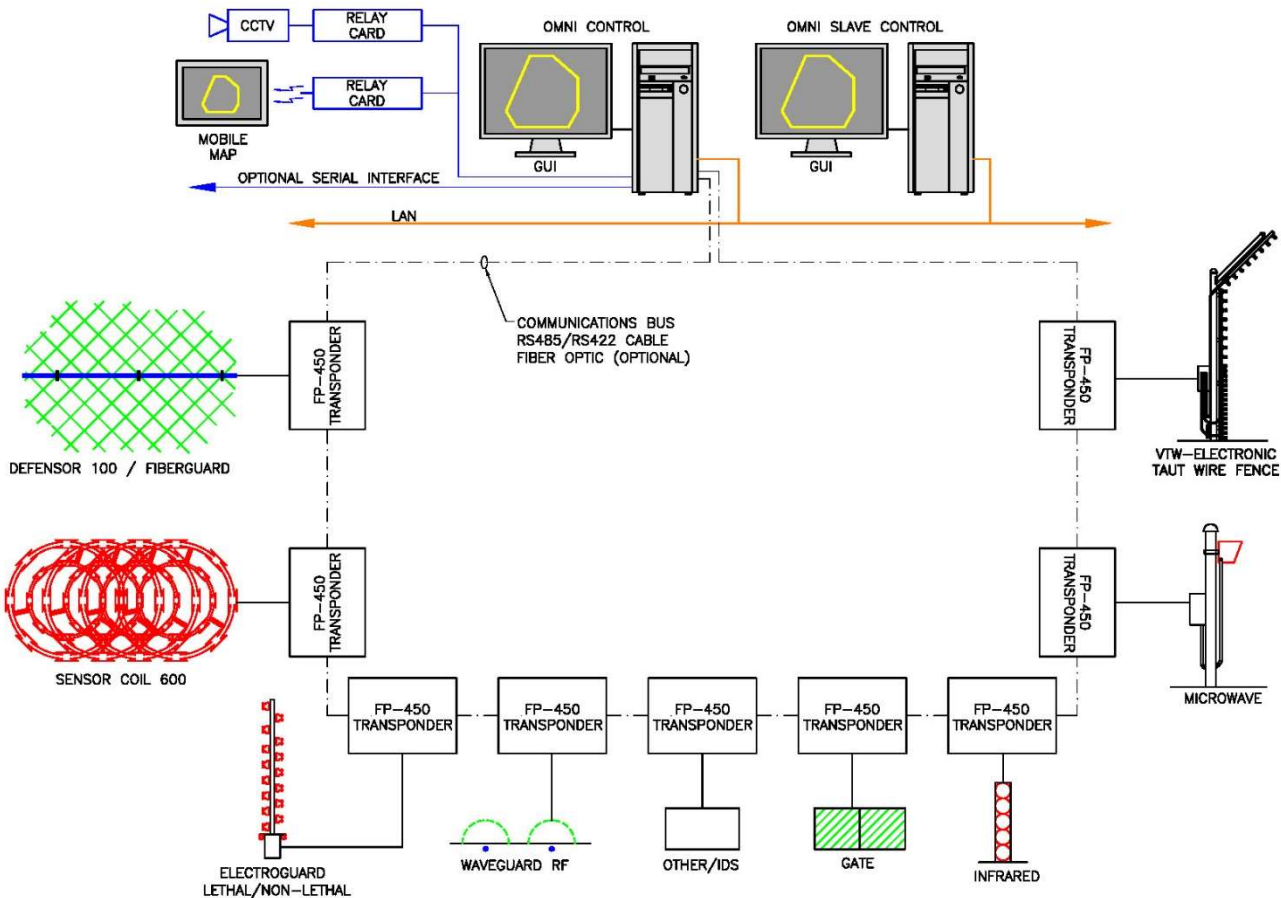 CCTV
RELAY
CARD
OMNI CONTROL
OMNI SLAVE CONTROL
RELAY
CARD
MOBILE
MAP
GUI
GUI
OPTIONAL SERIAL INTERFACE
LAN
COMMUNICATIONS BUS
RS485/RS422 CABLE
FIBER OPTIC (OPTIONAL)
FP-450
TRANSPONDER
FP-450
TRANSPONDER
DEFENSOR 100 / FIBERGUARD
VTW-ELECTRONIC
TAUT WIRE FENCE
FP-450
TRANSPONDER
FP-450
TRANSPONDER
SENSOR COIL 600
MICROWAVE
FP-450
TRANSPONDER
FP-450
TRANSPONDER
FP-450
TRANSPONDER
FP-450
TRANSPONDER
FP-450
TRANSPONDER
ELECTROGUARD
LETHAL/NON-LETHAL
WAVEGUARD RF
OTHER/IDS
GATE
INFRARED